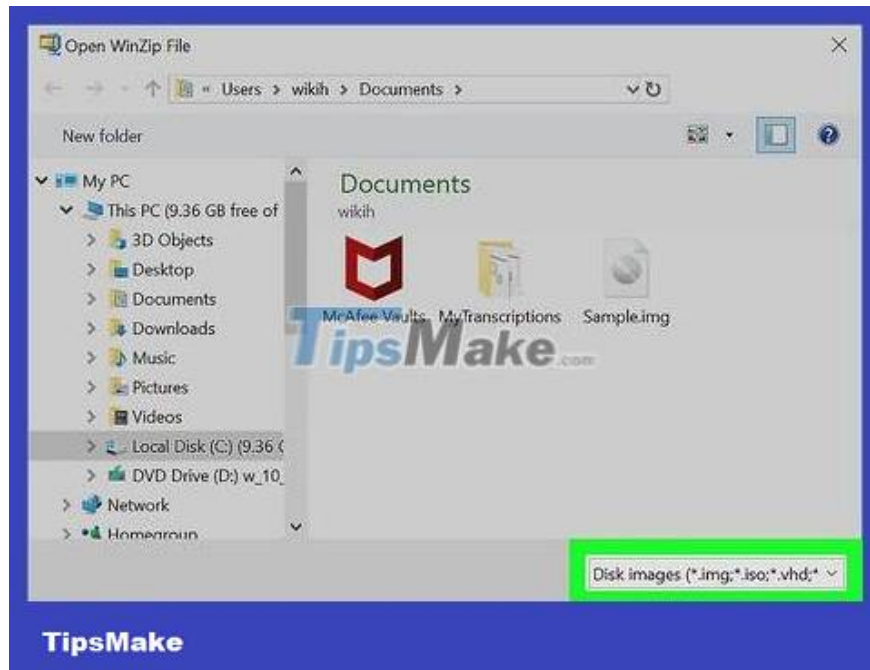 Open WinZip File
« Users > wikih > Documents >
New folder
My PC
This PC (9.36 GB free of
3D Objects
Desktop
Documents
Downloads
Music
Pictures
Videos
Local Disk (C:) (9.36 G
DVD Drive (D:) w_10_
Network
Homegroup
Documents
wikih
McAfee Vaults
MyTranscriptions
Sample.img
TipsMake.com
Disk images (*.img;*.iso;*.vhd;*
TipsMake